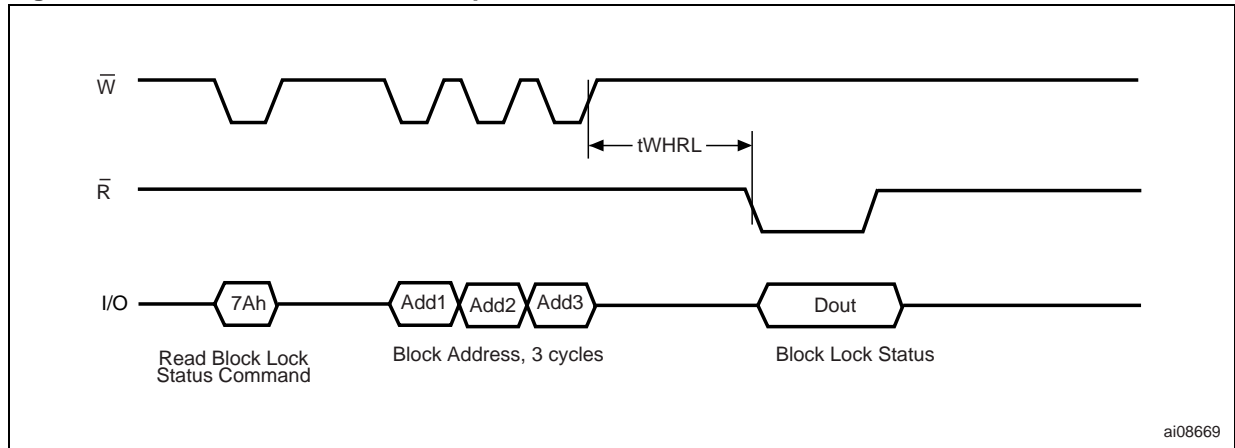 W
tWHRL
R
I/O
7Ah
Add1
Add2
Add3
Dout
Read Block Lock
Status Command
Block Address, 3 cycles
Block Lock Status
ai08669